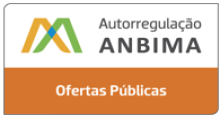 Autorregulação
ANBIMA
Ofertas Públicas